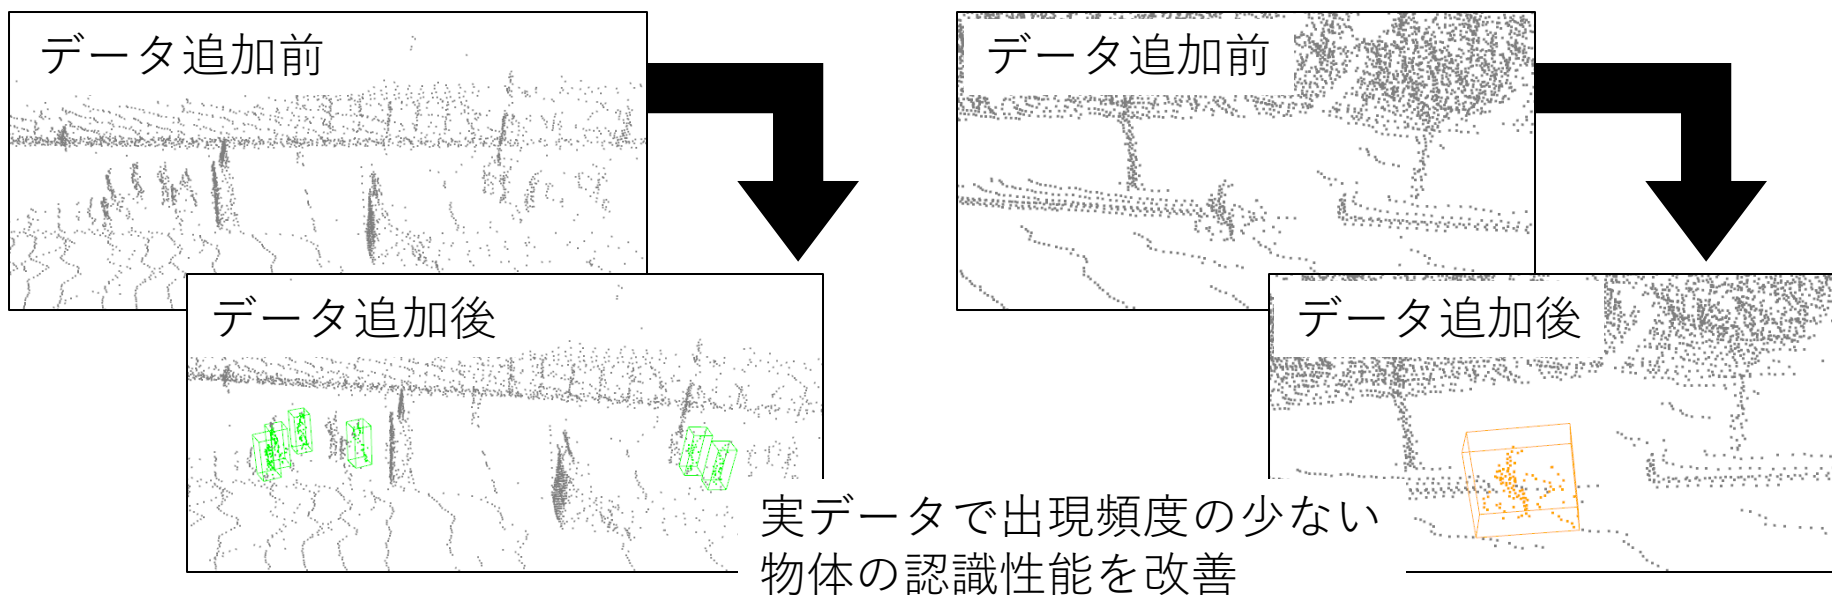 データ追加前
データ追加後
データ追加前
データ追加後
実データで出現頻度の少ない
物体の認識性能を改善